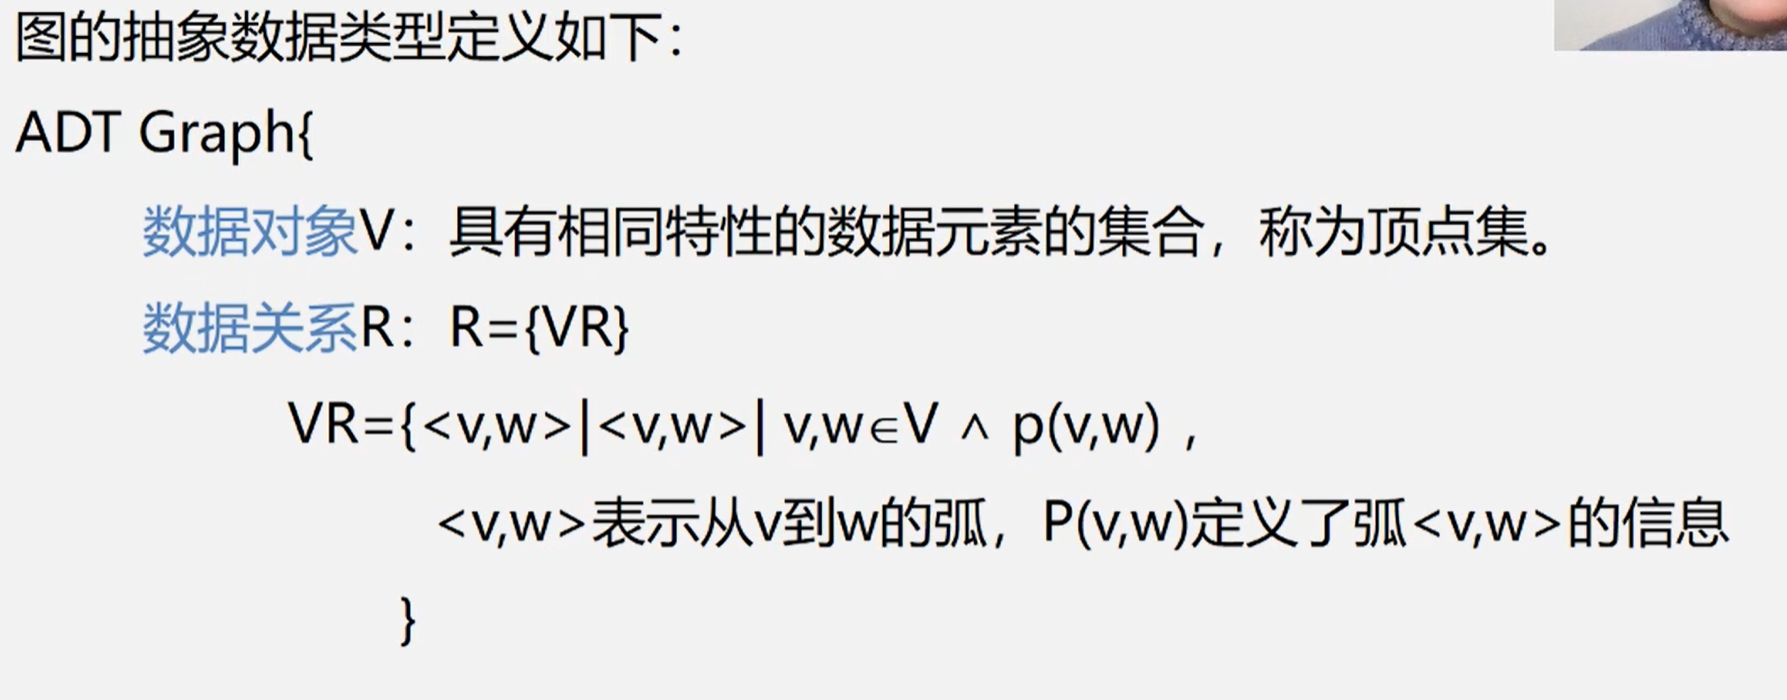 图的抽象数据类型定义如下：
ADT Graph{
数据对象V：具有相同特性的数据元素的集合，称为顶点集。
数据关系R：R={VR}
VR={<v,w>|<v,w>| v,w∈V ∧ p(v,w) ，
<v,w>表示从v到w的弧，P(v,w)定义了弧<v,w>的信息
}